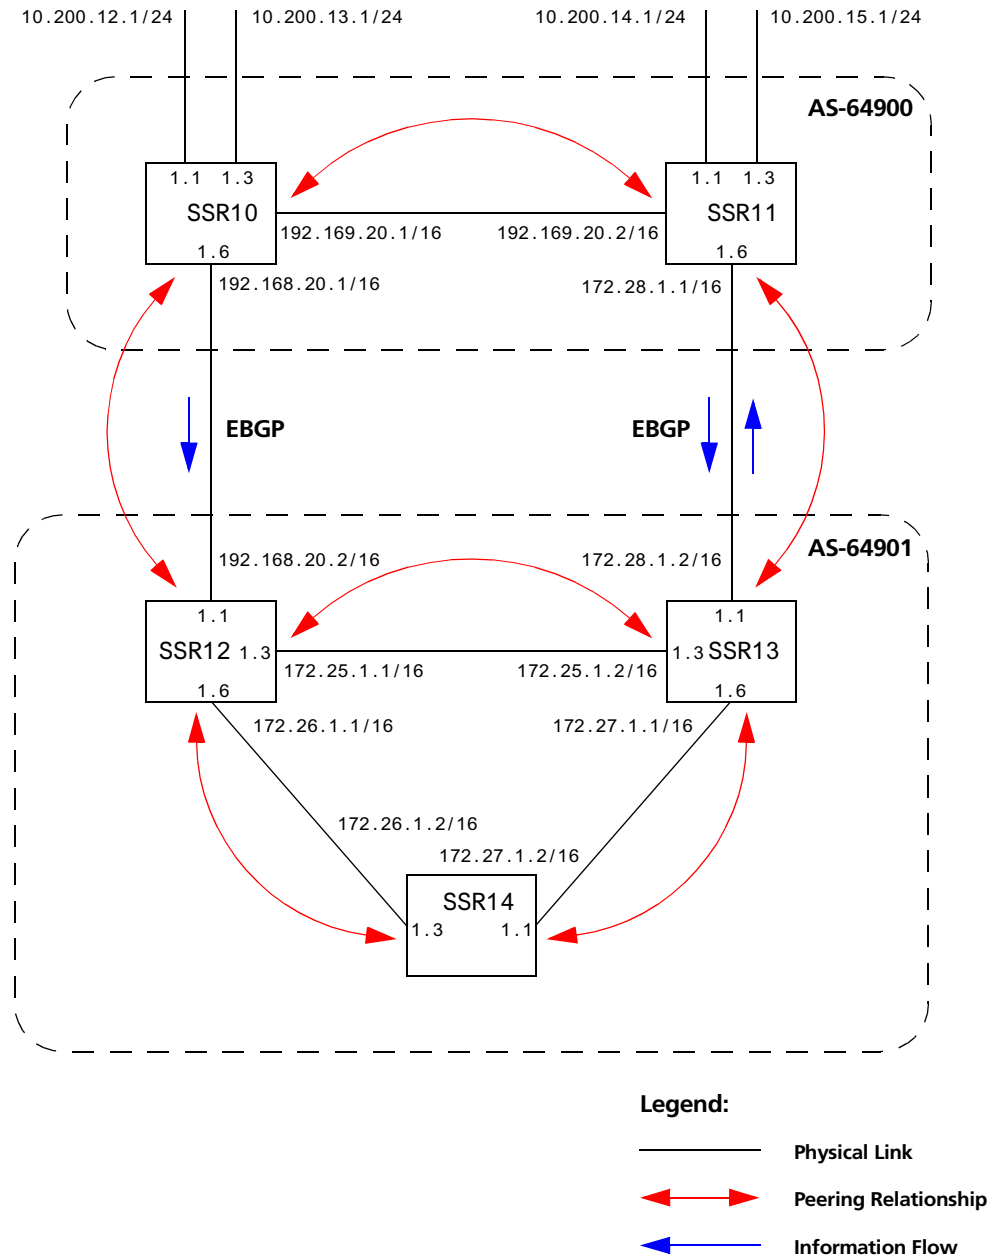 10.200.12.1/24
10.200.13.1/24
10.200.14.1/24
10.200.15.1/24
AS-64900
1.1 1.3
SSR10
1.6
1.1 1.3
SSR11
1.6
192.169.20.1/16
192.169.20.2/16
192.168.20.1/16
172.28.1.1/16
EBGP
EBGP
AS-64901
192.168.20.2/16
172.28.1.2/16
1.1
SSR12 1.3
1.6
1.1
1.3 SSR13
1.6
172.25.1.1/16
172.25.1.2/16
172.26.1.1/16
172.27.1.1/16
172.26.1.2/16
172.27.1.2/16
SSR14
1.3 1.1
Legend:
Physical Link
Peering Relationship
Information Flow